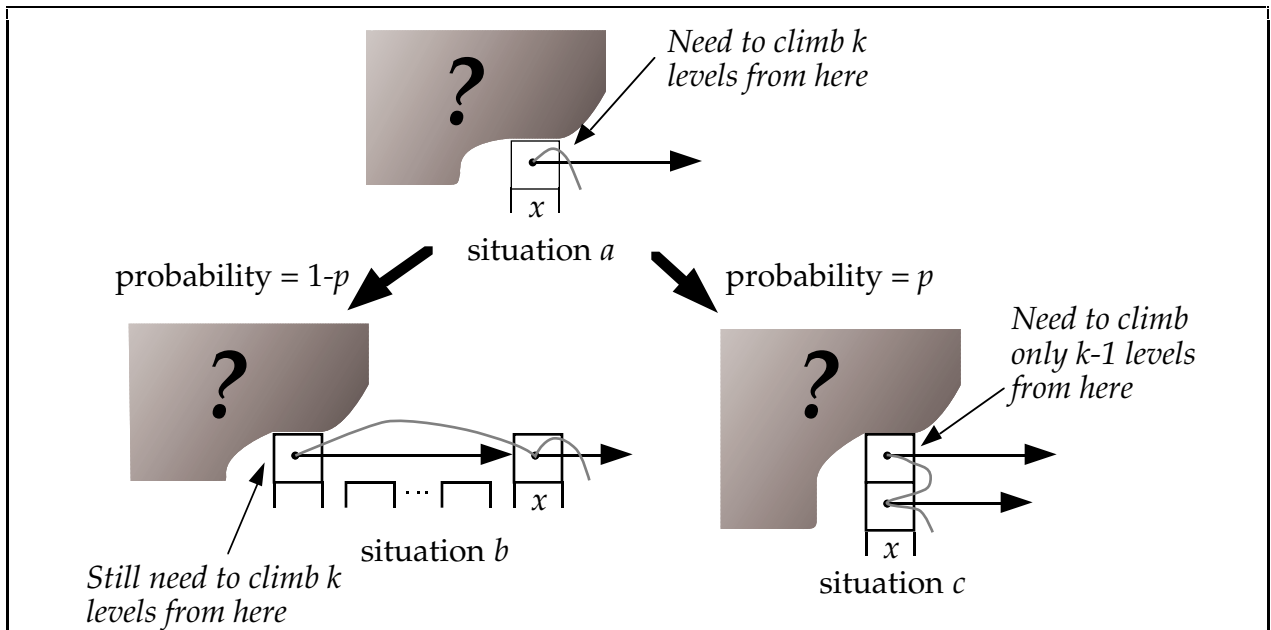 ?
Need to climb k
levels from here
x
situation a
probability = 1-p
probability = p
?
Still need to climb k
levels from here
x
situation b
?
Need to climb
only k-1 levels
from here
x
situation c